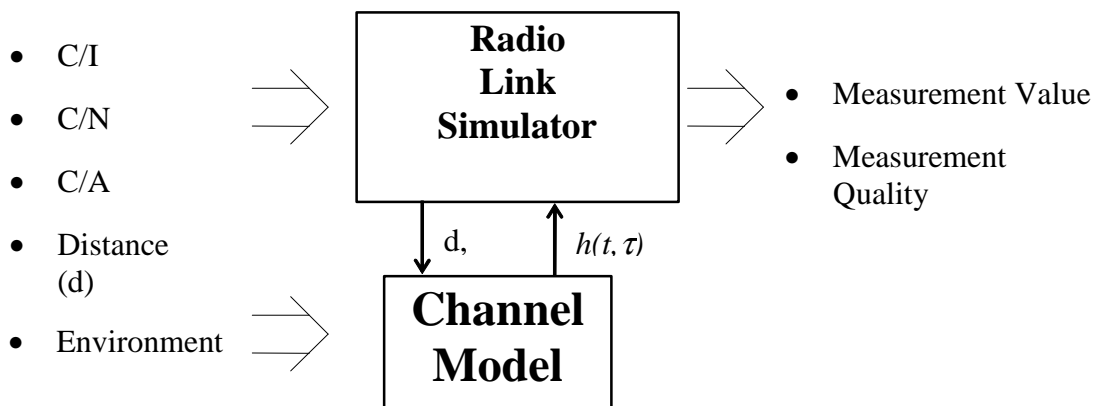 • C/I
• C/N
• C/A
• Distance
(d)
• Environment
Radio
Link
Simulator
d,
h(t, τ)
Channel
Model
• Measurement Value
• Measurement
Quality